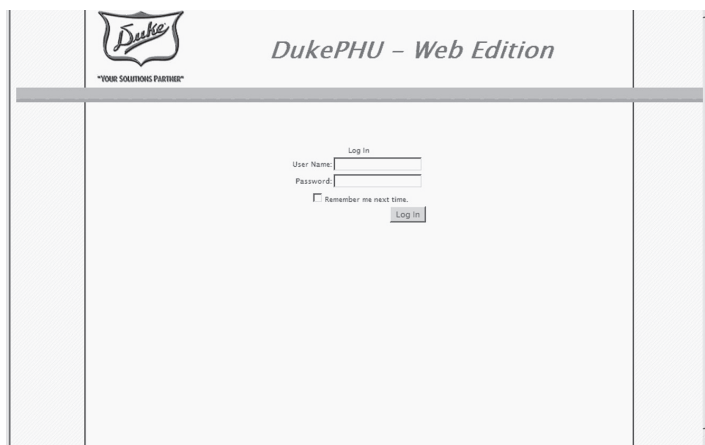 Duke
"YOUR SOLUTIONS PARTNER"
DukePHU – Web Edition
Log In
User Name:
Password:
Remember me next time.
Log In